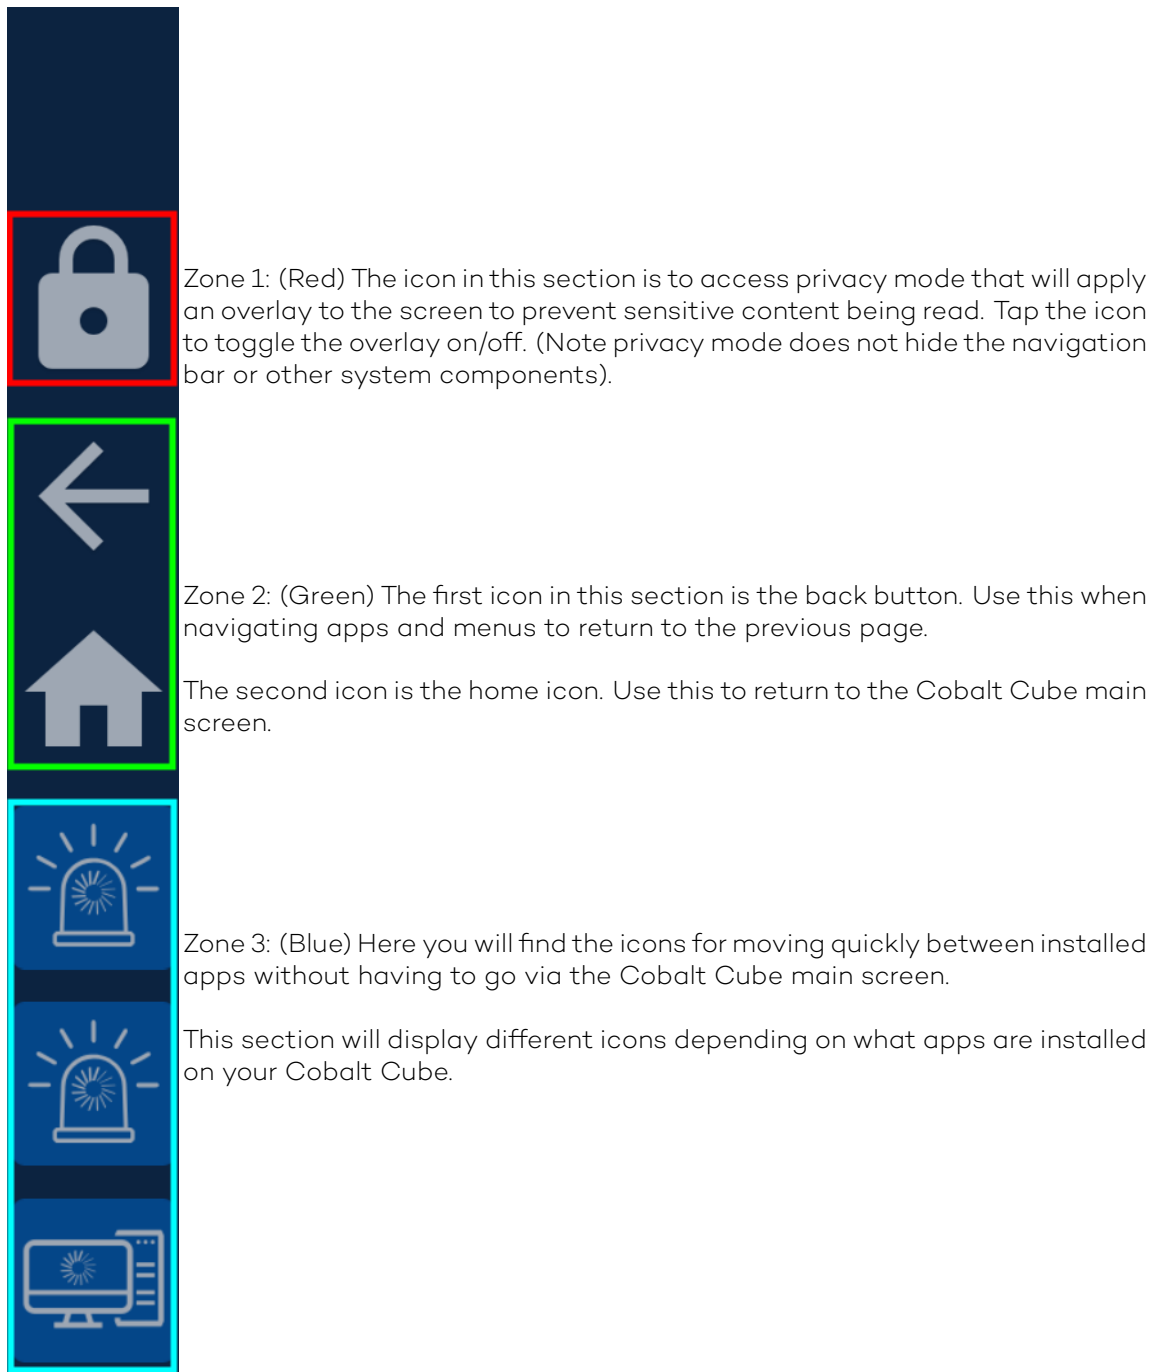 Zone 1: (Red) The icon in this section is to access privacy mode that will apply
an overlay to the screen to prevent sensitive content being read. Tap the icon
to toggle the overlay on/off. (Note privacy mode does not hide the navigation
bar or other system components).
Zone 2: (Green) The first icon in this section is the back button. Use this when
navigating apps and menus to return to the previous page.
The second icon is the home icon. Use this to return to the Cobalt Cube main
screen.
Zone 3: (Blue) Here you will find the icons for moving quickly between installed
apps without having to go via the Cobalt Cube main screen.
This section will display different icons depending on what apps are installed
on your Cobalt Cube.